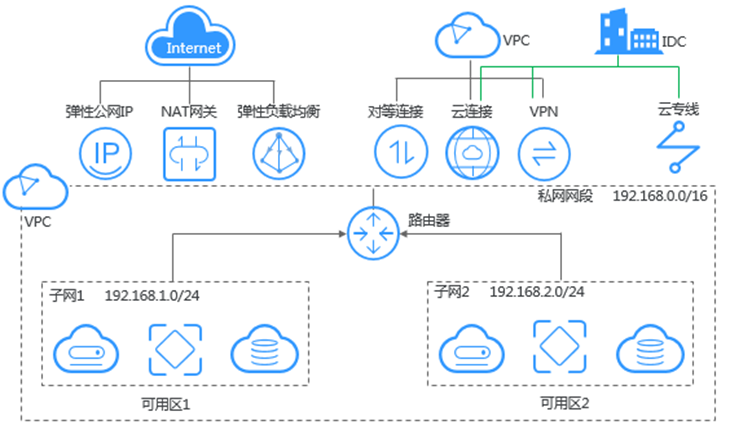 Internet
VPC
IDC
弹性公网IP
NAT网关
弹性负载均衡
对等连接
云连接
VPN
云专线
IP
VPC
私网网段 192.168.0.0/16
路由器
子网1 192.168.1.0/24
子网2 192.168.2.0/24
可用区1
可用区2